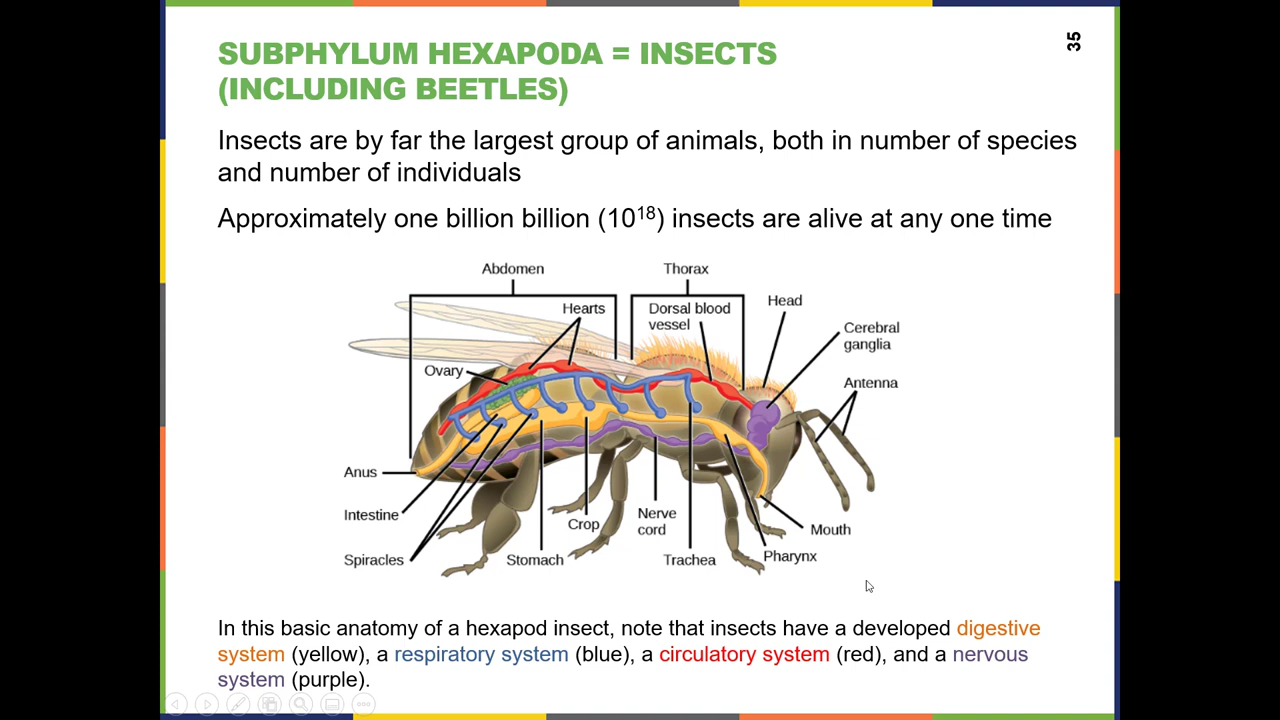 35
SUBPHYLUM HEXAPODA = INSECTS
(INCLUDING BEETLES)
Insects are by far the largest group of animals, both in number of species
and number of individuals
Approximately one billion billion (10¹⁸) insects are alive at any one time
Abdomen
Thorax
Hearts
Dorsal blood
vessel
Head
Cerebral
ganglia
Ovary
Antenna
Anus
Intestine
Crop
Nerve
cord
Mouth
Spiracles
Stomach
Trachea
Pharynx
In this basic anatomy of a hexapod insect, note that insects have a developed digestive
system (yellow), a respiratory system (blue), a circulatory system (red), and a nervous
system (purple).